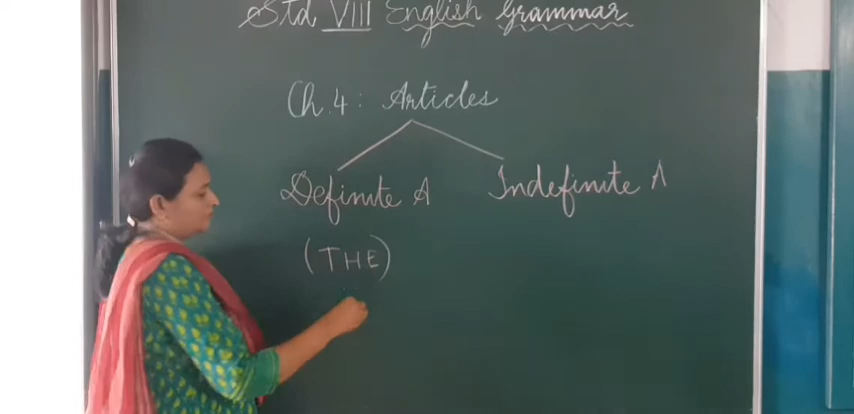 Std VIII English Grammar
Ch.4: Articles
Definite A Indefinite A
(THE)